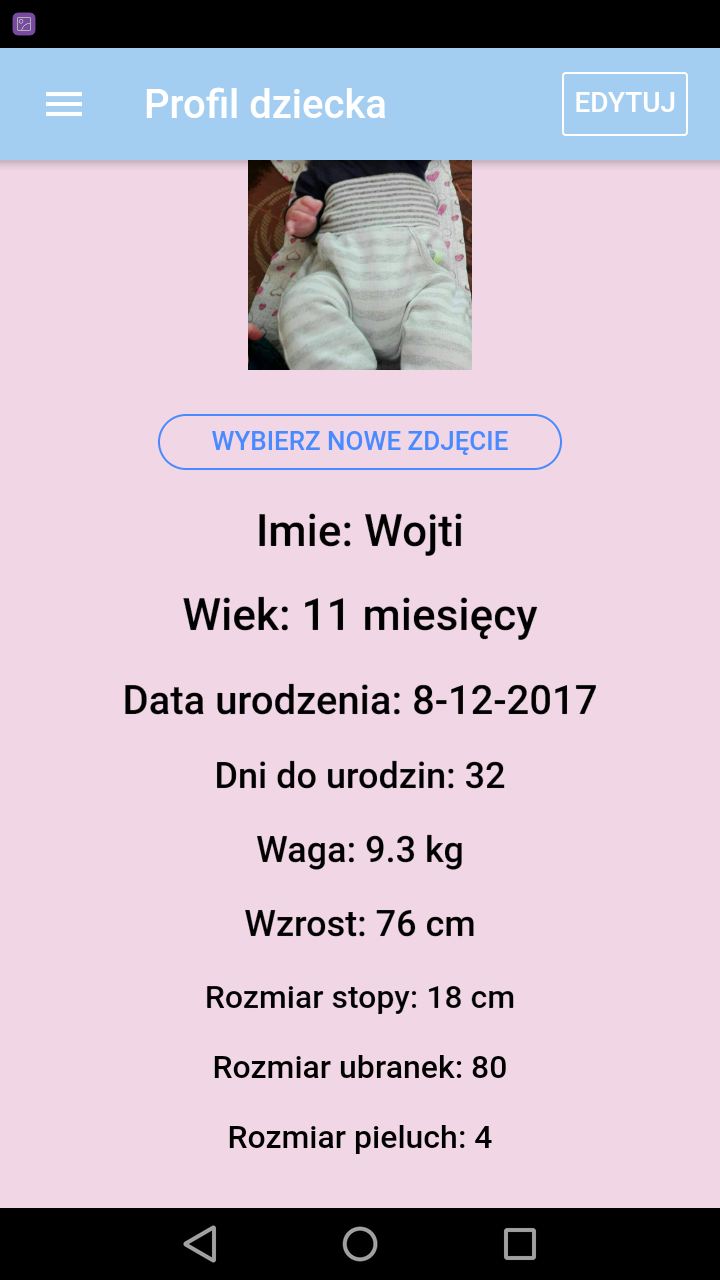 Profil dziecka
EDYTUJ
WYBIERZ NOWE ZDJĘCIE
Imie: Wojti
Wiek: 11 miesięcy
Data urodzenia: 8-12-2017
Dni do urodzin: 32
Waga: 9.3 kg
Wzrost: 76 cm
Rozmiar stopy: 18 cm
Rozmiar ubranek: 80
Rozmiar pieluch: 4